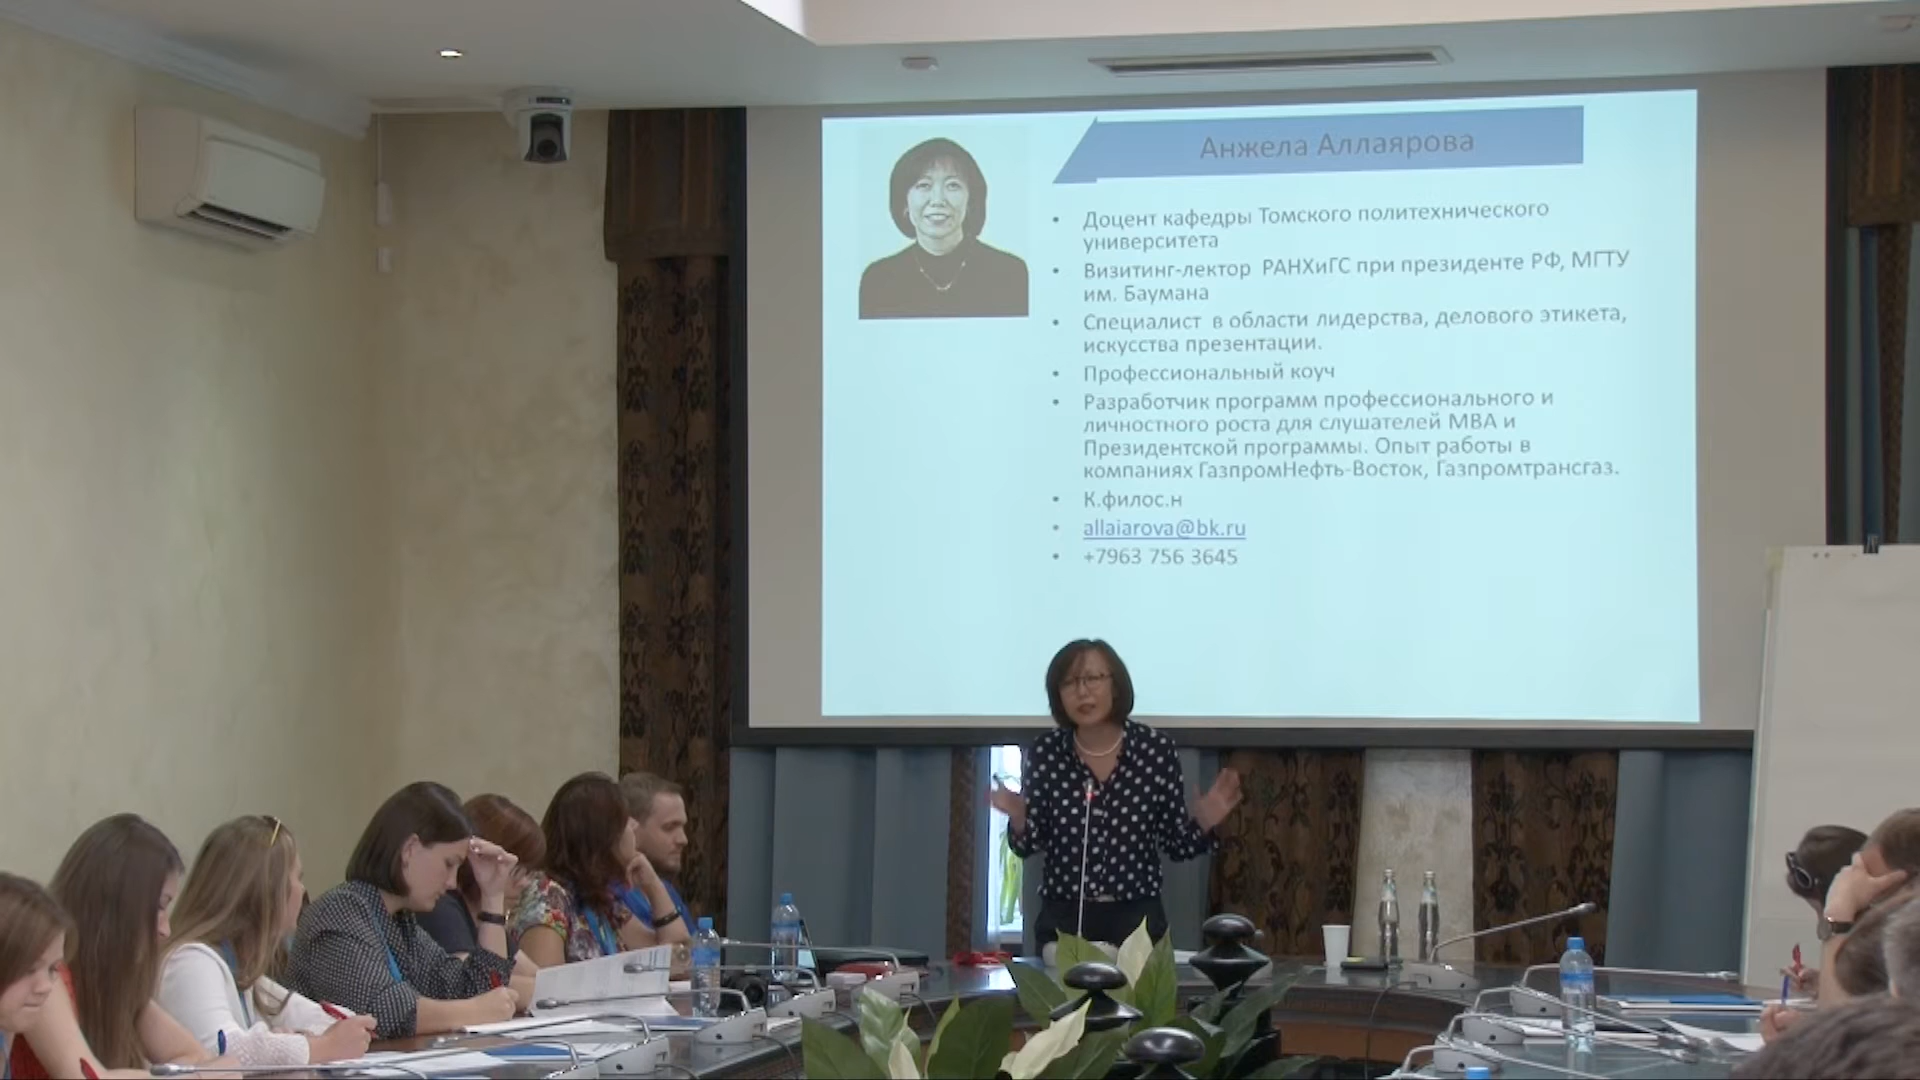 Анжела Аллаярова
• Доцент кафедры Томского политехнического
университета
• Визитинг-лектор РАНХиГС при президенте РФ, МГТУ
им. Баумана
• Специалист в области лидерства, делового этикета,
искусства презентации.
• Профессиональный коуч
• Разработчик программ профессионального и
личностного роста для слушателей МВА и
Президентской программы. Опыт работы в
компаниях ГазпромНефть-Восток, Газпромтрансгаз.
• К.филос.н
• allaiarova@bk.ru
• +7963 756 3645